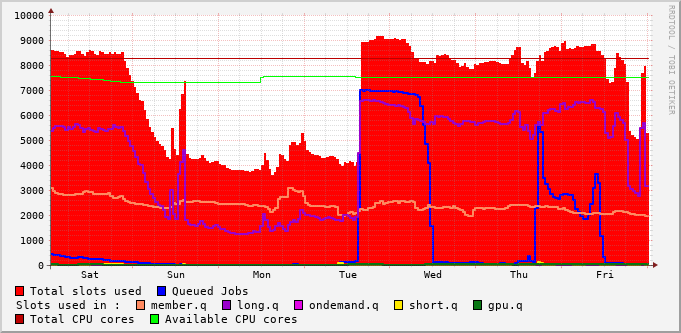 10000
9000
8000
7000
6000
5000
4000
3000
2000
1000
0
Sat Sun Mon Tue Wed Thu Fri
Total slots used Queued Jobs
Slots used in : member.q long.q ondemand.q short.q gpu.q
Total CPU cores Available CPU cores
RRDTOOL / TOBI OETIKER